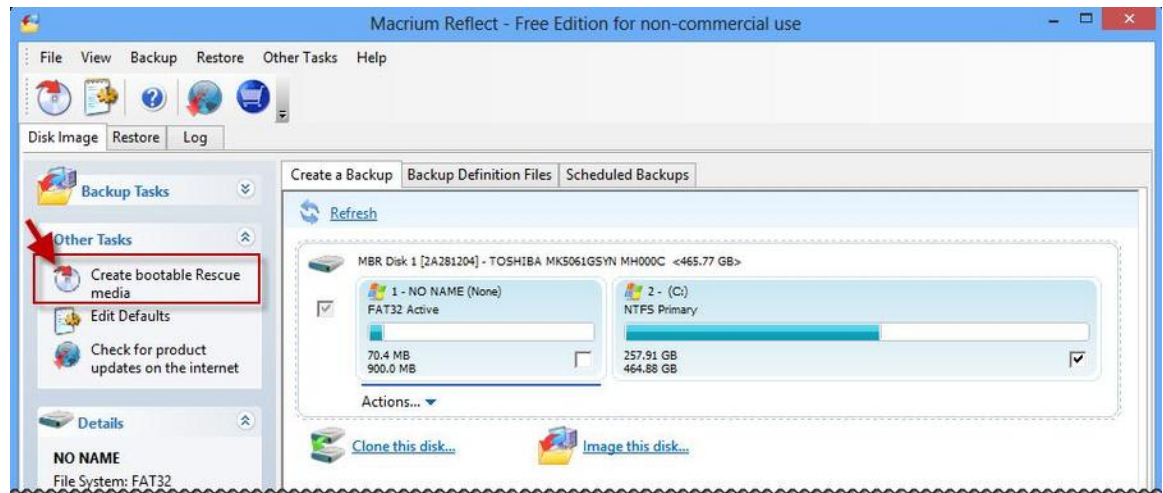 Macrium Reflect - Free Edition for non-commercial use
File View Backup Restore Other Tasks Help
Disk Image Restore Log
Backup Tasks
Other Tasks
Create bootable Rescue
media
Edit Defaults
Check for product
updates on the internet
Details
NO NAME
File System: FAT32
Create a Backup Backup Definition Files Scheduled Backups
Refresh
MBR Disk 1 [2A281204] - TOSHIBA MK5061GSYN MH000C <465.77 GB>
1 - NO NAME (None)
FAT32 Active
70.4 MB
900.0 MB
2 - (C:)
NTFS Primary
257.91 GB
464.88 GB
Actions...
Clone this disk...
Image this disk...